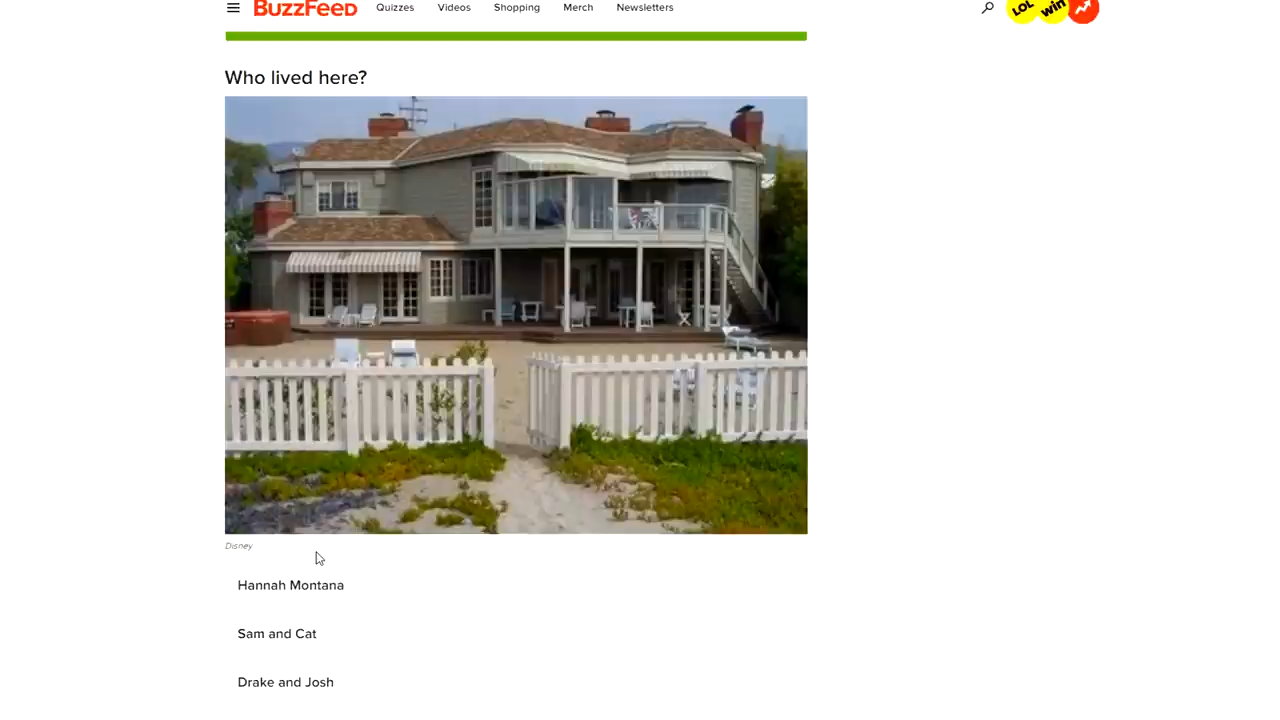 BuzzFeed Quizzes Videos Shopping Merch Newsletters LOL win
Who lived here?
Disney
Hannah Montana
Sam and Cat
Drake and Josh